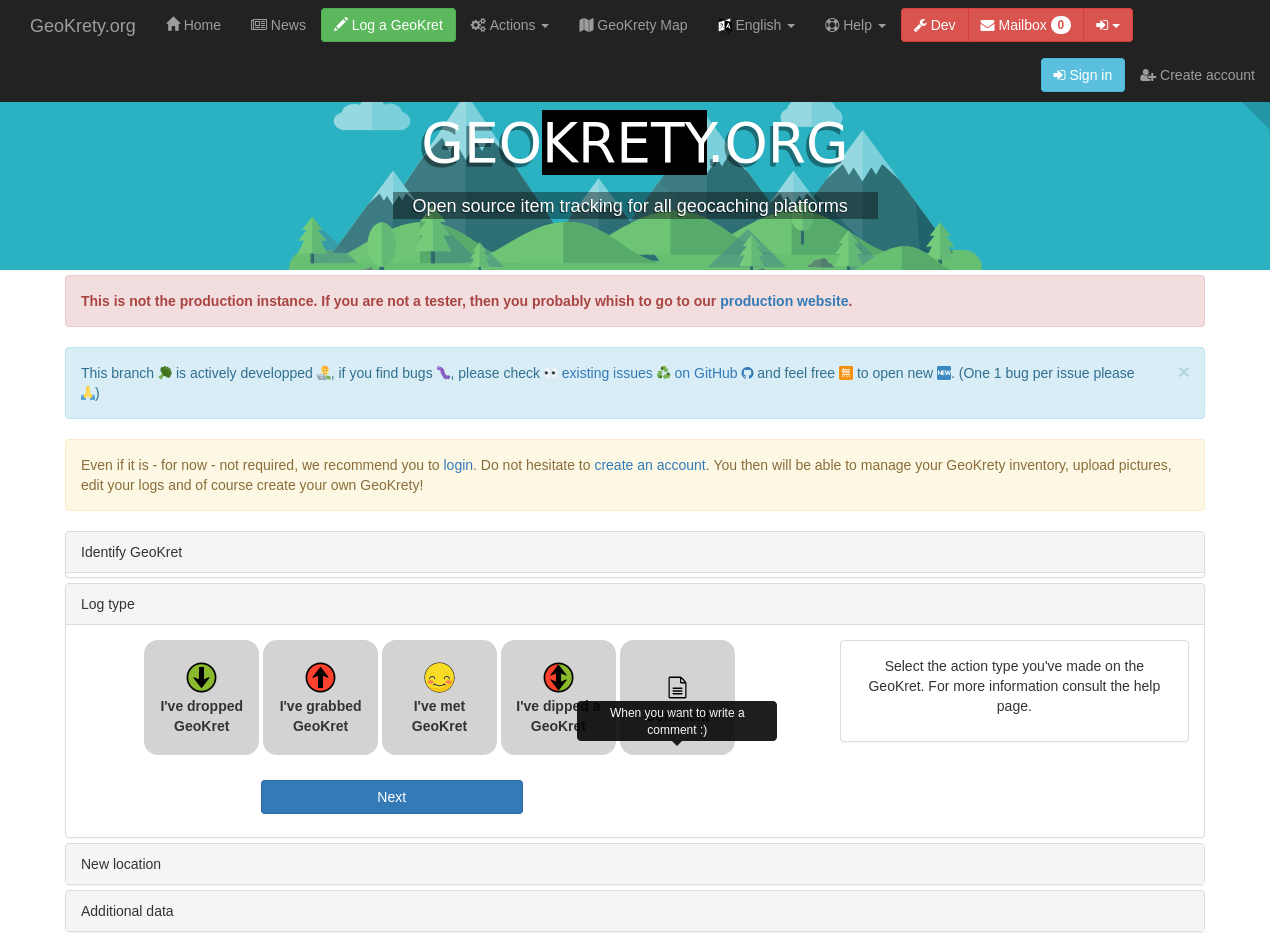 GeoKrety.org Home News Log a GeoKret Actions GeoKrety Map English Help Dev Mailbox 0
Sign in Create account
GEOKRETY.ORG
Open source item tracking for all geocaching platforms
This is not the production instance. If you are not a tester, then you probably whish to go to our production website.
This branch 🥦 is actively developped 👨‍🔬, if you find bugs 🐛, please check 👀 existing issues ♻ on GitHub and feel free 🈚 to open new 🆕. (One 1 bug per issue please
🙏)
×
Even if it is - for now - not required, we recommend you to login. Do not hesitate to create an account. You then will be able to manage your GeoKrety inventory, upload pictures,
edit your logs and of course create your own GeoKrety!
Identify GeoKret
Log type
I've dropped
GeoKret
I've grabbed
GeoKret
I've met
GeoKret
I've dipped a
GeoKret
When you want to write a
comment :)
Select the action type you've made on the
GeoKret. For more information consult the help
page.
Next
New location
Additional data